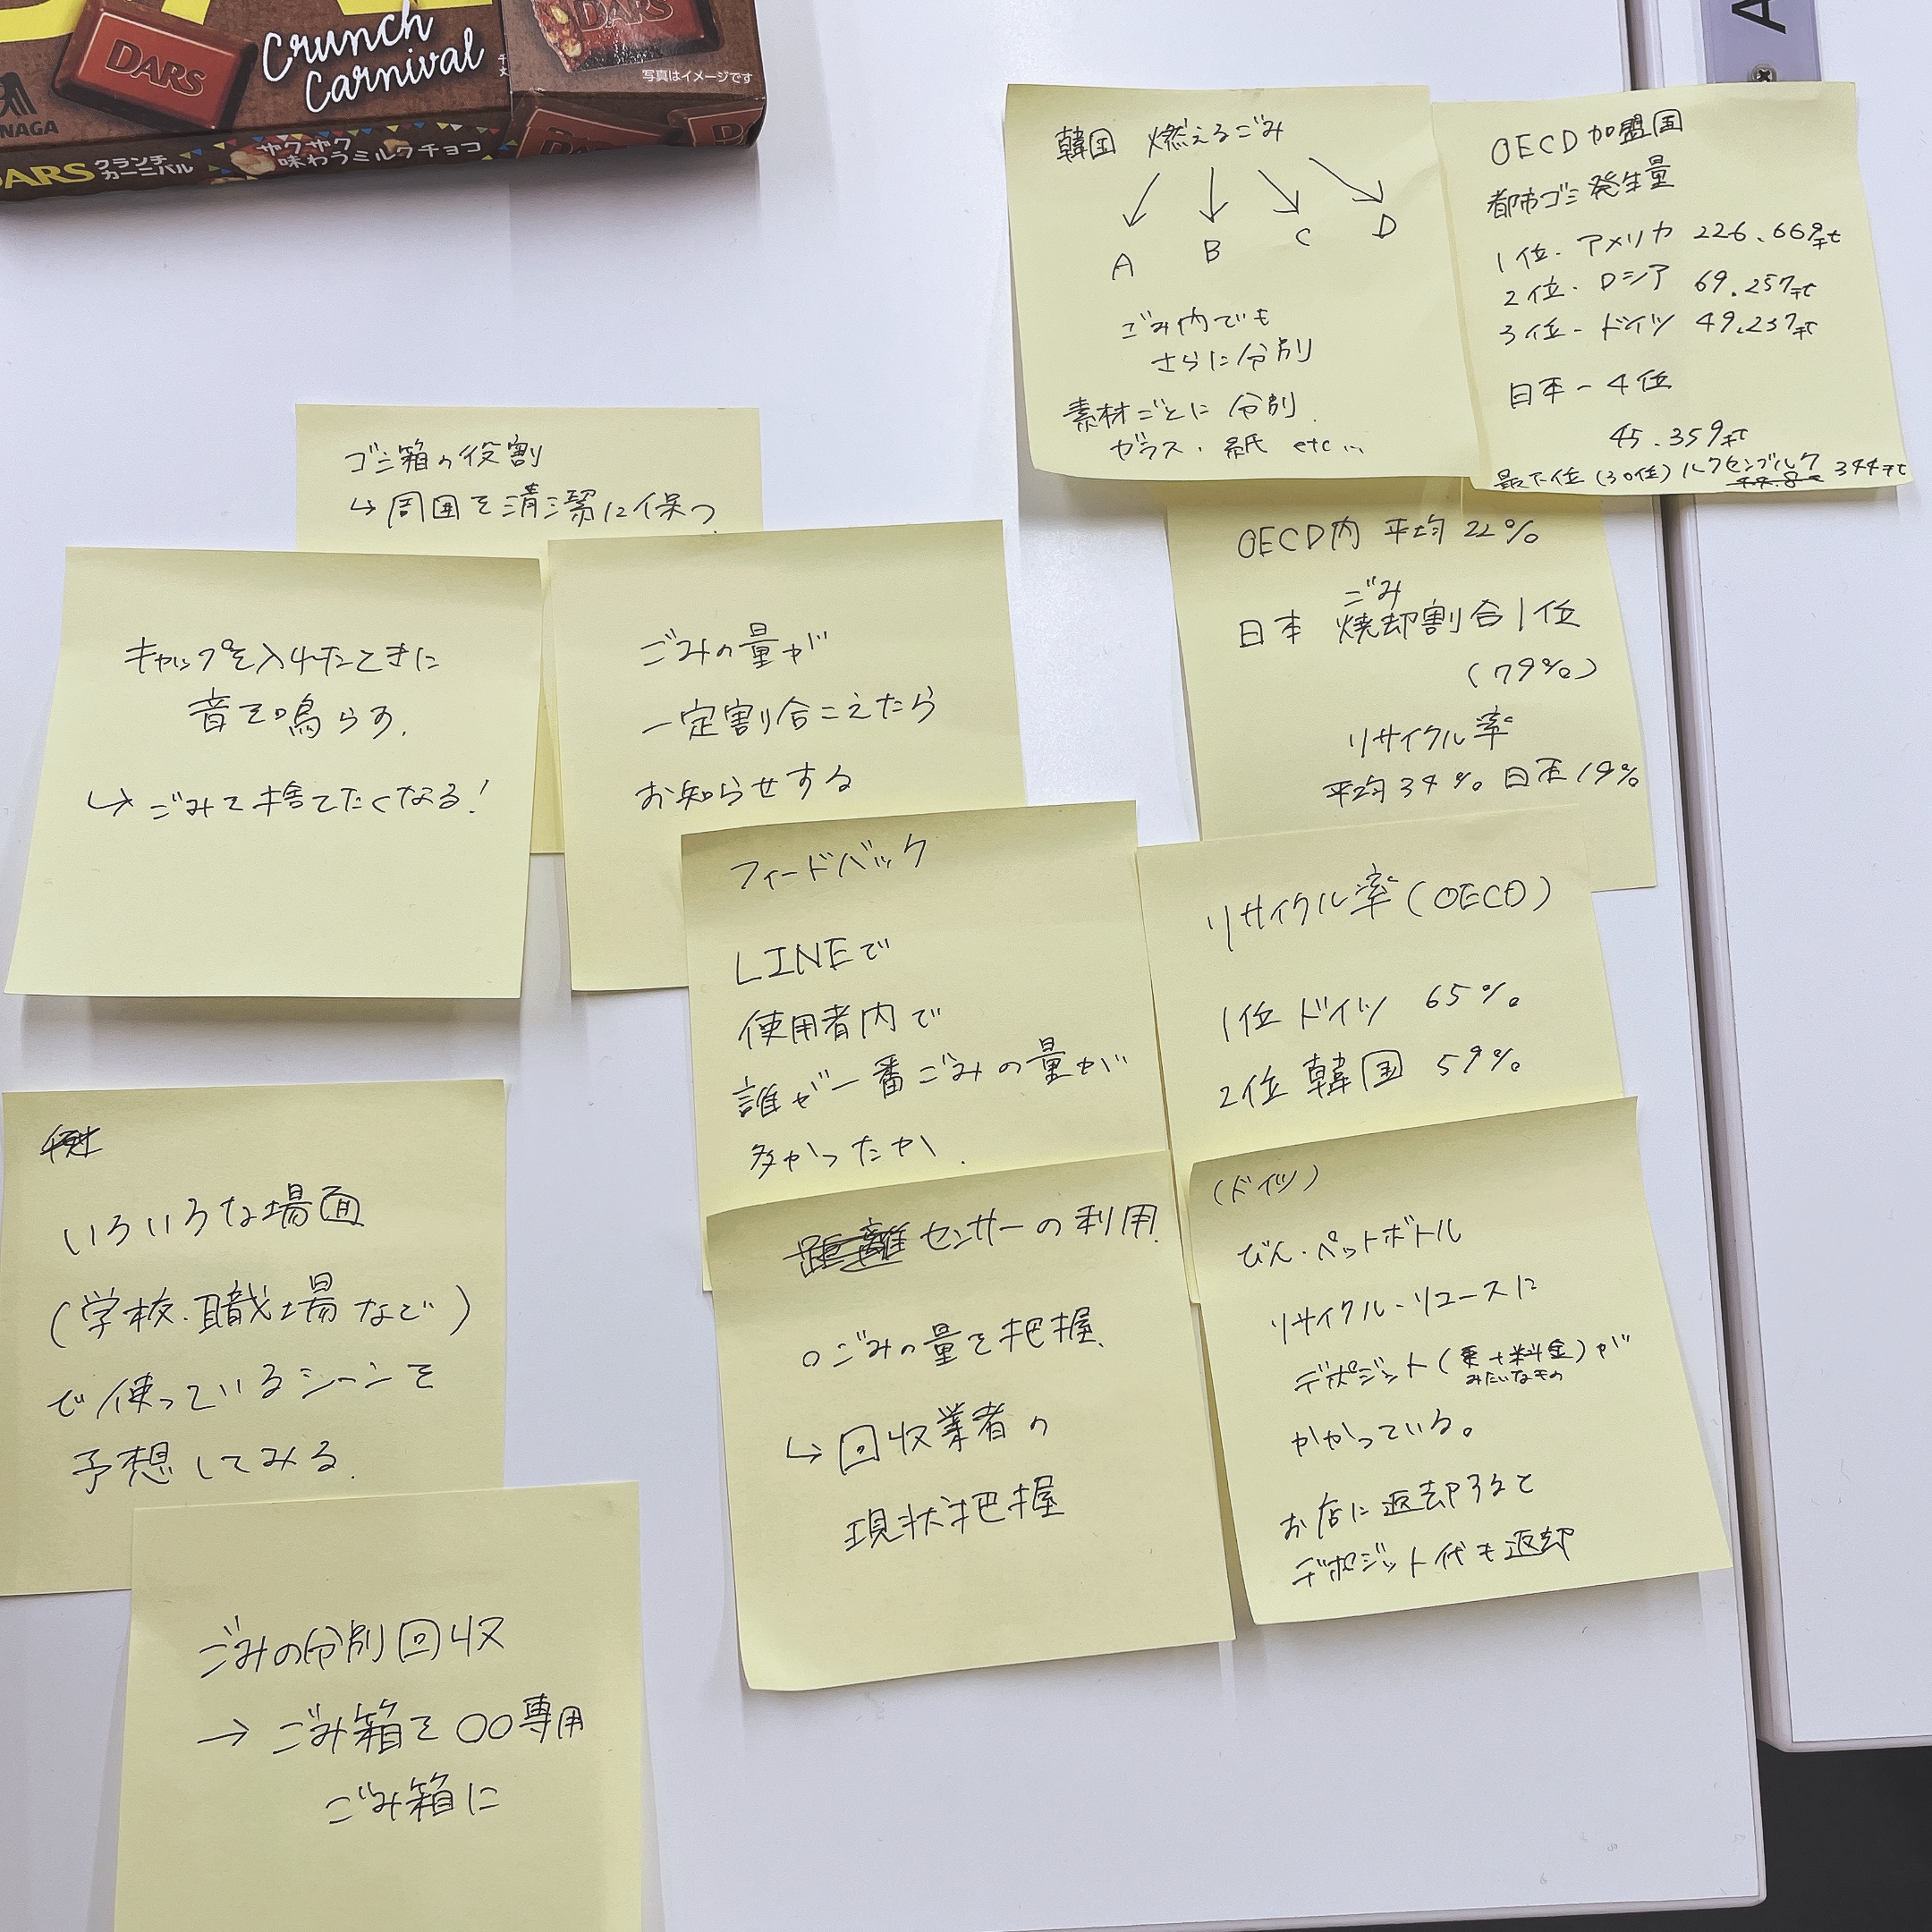 DARS
Crunch
Carnival
DARS
写真はイメージです
NAGA
ARS クランチ
カーニバル
ザクザク
味わうミルクチョコ
A
韓国 燃えるごみ
A B C D
ごみ内でも
さらに分別
素材ごとに分別.
ガラス・紙 etc...
OECD加盟国
都市ゴミ発生量
1位. アメリカ 226.669千t
2位. ロシア 69.257千t
3位- ドイツ 49.237千t
日本-4位
45.359千t
最下位(30位)ルクセンブルク 344千t
ゴミ箱の役割
↳ 周囲を清潔に保つ
OECD内 平均22%
ごみ
日本 焼却割合1位
(79%)
リサイクル率
平均34% 日本19%
キャップを入れたときに
音を鳴らす.
↳ ごみを捨てたくなる!
ごみの量が
一定割合こえたら
お知らせする
フィードバック
LINEで
使用者内で
誰が一番ごみの量が
多かったか.
リサイクル率(OECD)
1位 ドイツ 65%
2位 韓国 59%
いろいろな場面
(学校.職場など)
で使っているシーンを
予想してみる.
距離センサーの利用.
○ごみの量を把握.
↳ 回収業者の
現状把握
(ドイツ)
びん・ペットボトル
リサイクル・リユースに
デポジット(上料金)が
みたいなもの
かかっている。
お店に返却すると
デポジット代も返却
ごみの分別回収
→ ごみ箱を○○専用
ごみ箱に